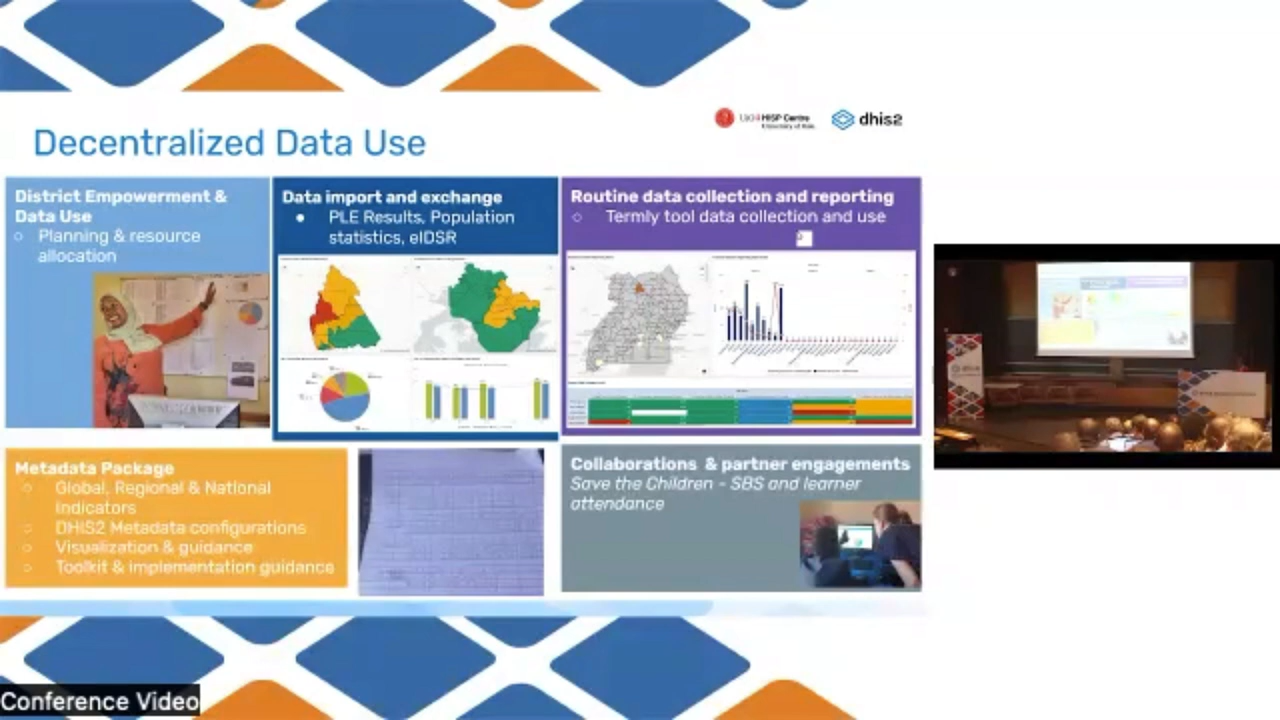 Decentralized Data Use
HISP Centre
dhis2
District Empowerment &
Data Use
Planning & resource
allocation
Data import and exchange
PLE Results, Population
statistics, eIDSR
Routine data collection and reporting
Termly tool data collection and use
Metadata Package
Global, Regional & National
Indicators
DHIS2 Metadata configurations
Visualization & guidance
Toolkit & implementation guidance
Collaborations & partner engagements
Save the Children - SBS and learner
attendance
Conference Video